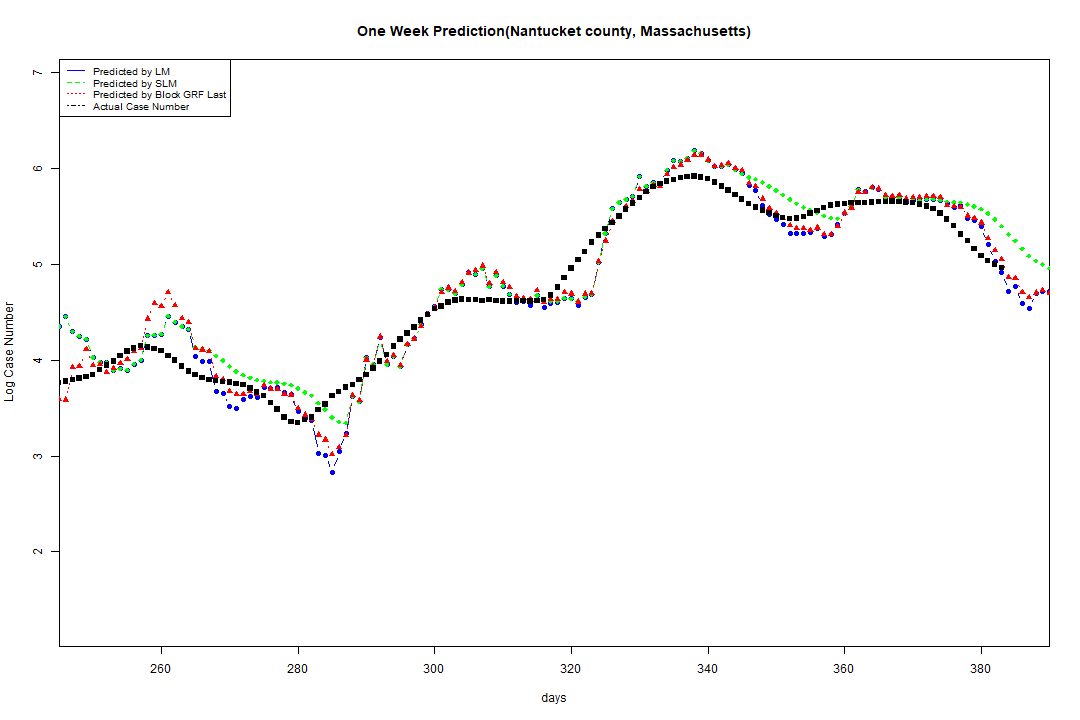 One Week Prediction(Nantucket county, Massachusetts)
Predicted by LM
Predicted by SLM
Predicted by Block GRF Last
Actual Case Number
7
6
5
4
3
2
Log Case Number
260 280 300 320 340 360 380
days